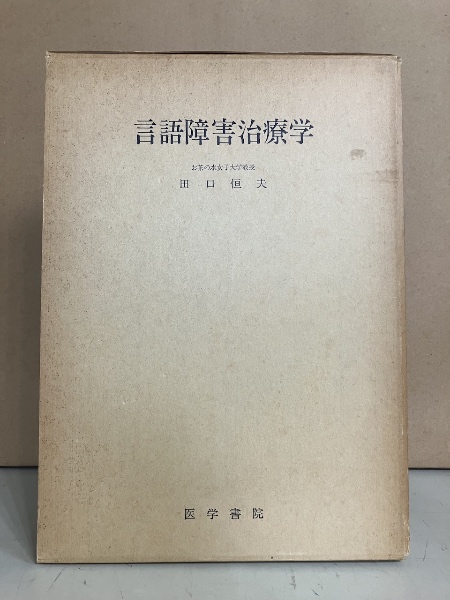 言語障害治療学
お茶の水女子大学教授
田口恒夫
医学書院